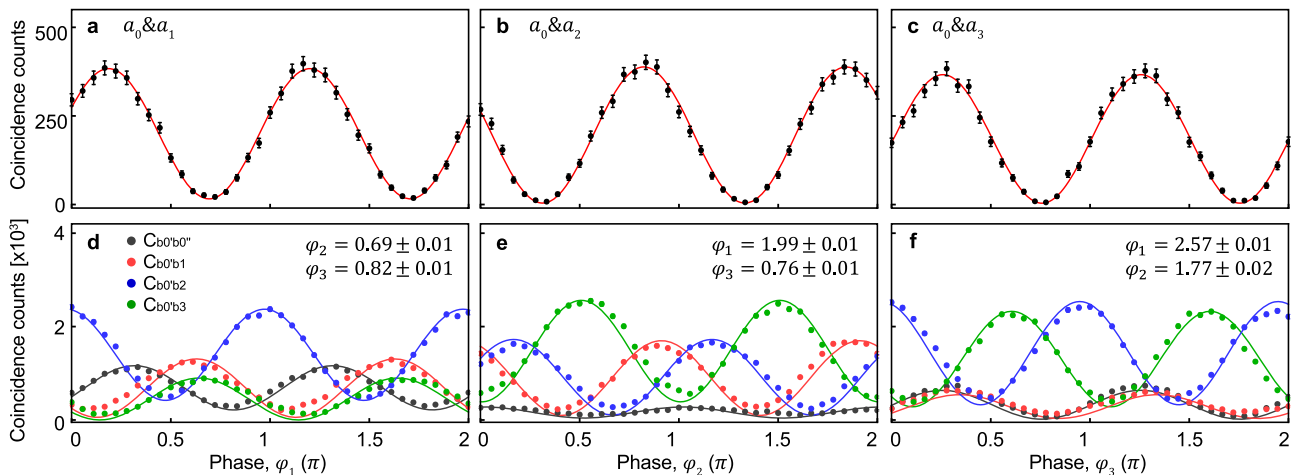 a a₀&a₁
b a₀&a₂
c a₀&a₃
Coincidence counts
500
250
0
d
C_b0'b0''
C_b0'b1
C_b0'b2
C_b0'b3
φ₂ = 0.69 ± 0.01
φ₃ = 0.82 ± 0.01
e
φ₁ = 1.99 ± 0.01
φ₃ = 0.76 ± 0.01
f
φ₁ = 2.57 ± 0.01
φ₂ = 1.77 ± 0.02
Coincidence counts [x10³]
4
2
0
0 0.5 1 1.5 2
0 0.5 1 1.5 2
0 0.5 1 1.5 2
Phase, φ₁ (π)
Phase, φ₂ (π)
Phase, φ₃ (π)